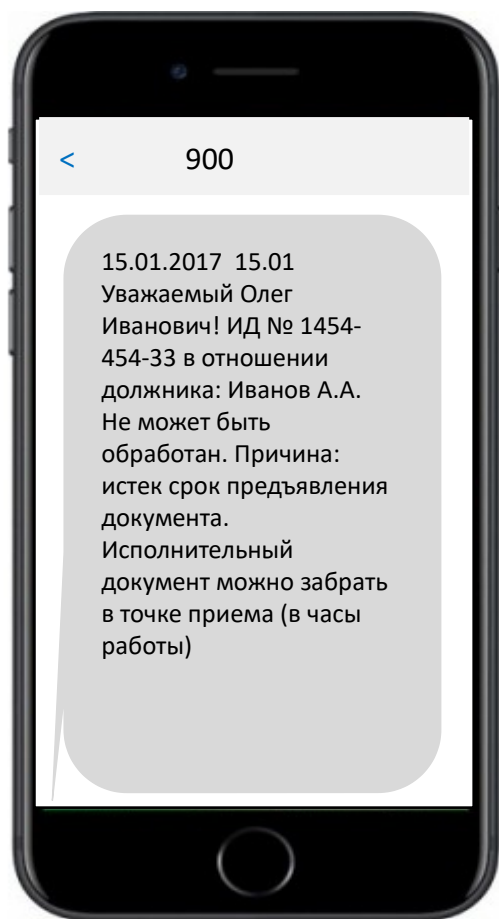 < 900
15.01.2017 15.01
Уважаемый Олег
Иванович! ИД № 1454-
454-33 в отношении
должника: Иванов А.А.
Не может быть
обработан. Причина:
истек срок предъявления
документа.
Исполнительный
документ можно забрать
в точке приема (в часы
работы)